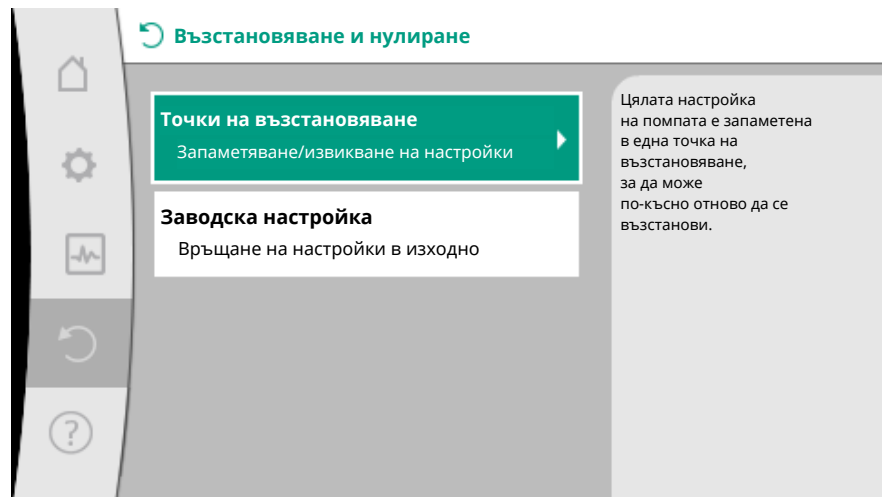 Възстановяване и нулиране
Точки на възстановяване
Запаметяване/извикване на настройки
Заводска настройка
Връщане на настройки в изходно
Цялата настройка
на помпата е запаметена
в една точка на
възстановяване,
за да може
по-късно отново да се
възстанови.
?